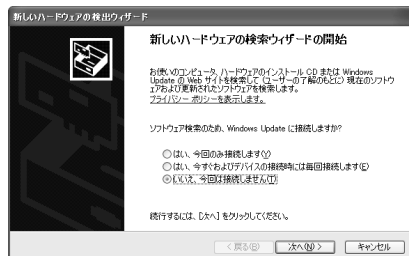 新しいハードウェアの検出ウィザード
新しいハードウェアの検索ウィザードの開始
お使いのコンピュータ、ハードウェアのインストール CD または Windows
Update の Web サイトを検索して (ユーザーの了解のもとに) 現在のソフトウ
ェアおよび更新されたソフトウェアを検索します。
プライバシー ポリシーを表示します。
ソフトウェア検索のため、Windows Update に接続しますか?
はい、今回のみ接続します(Y)
はい、今すぐおよびデバイスの接続時には毎回接続します(E)
いいえ、今回は接続しません(T)
続行するには、[次へ] をクリックしてください。
< 戻る(B)
次へ(N) >
キャンセル